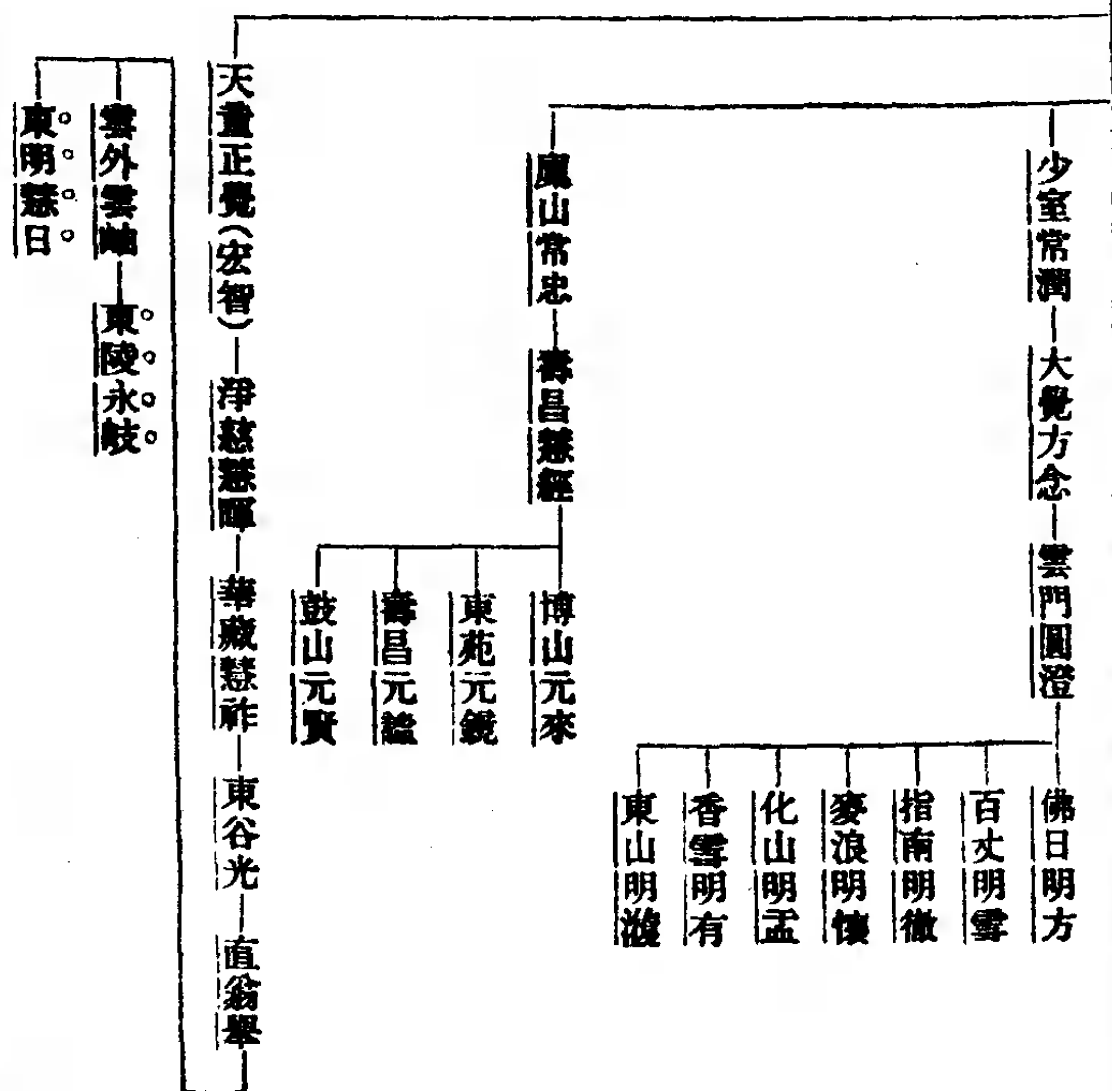 少室常潤
大覺方念
雲門圓澄
佛日明方
百丈明雪
指南明徹
麥浪明懷
化山明盂
香雪明有
東山明澓
廩山常忠
壽昌慧經
博山元來
東苑元鏡
壽昌元謐
鼓山元賢
天童正覺(宏智)
淨慈慧暉
華藏慧祚
東谷光
直翁舉
雲外雲岫
東陵永岐
東明慧日